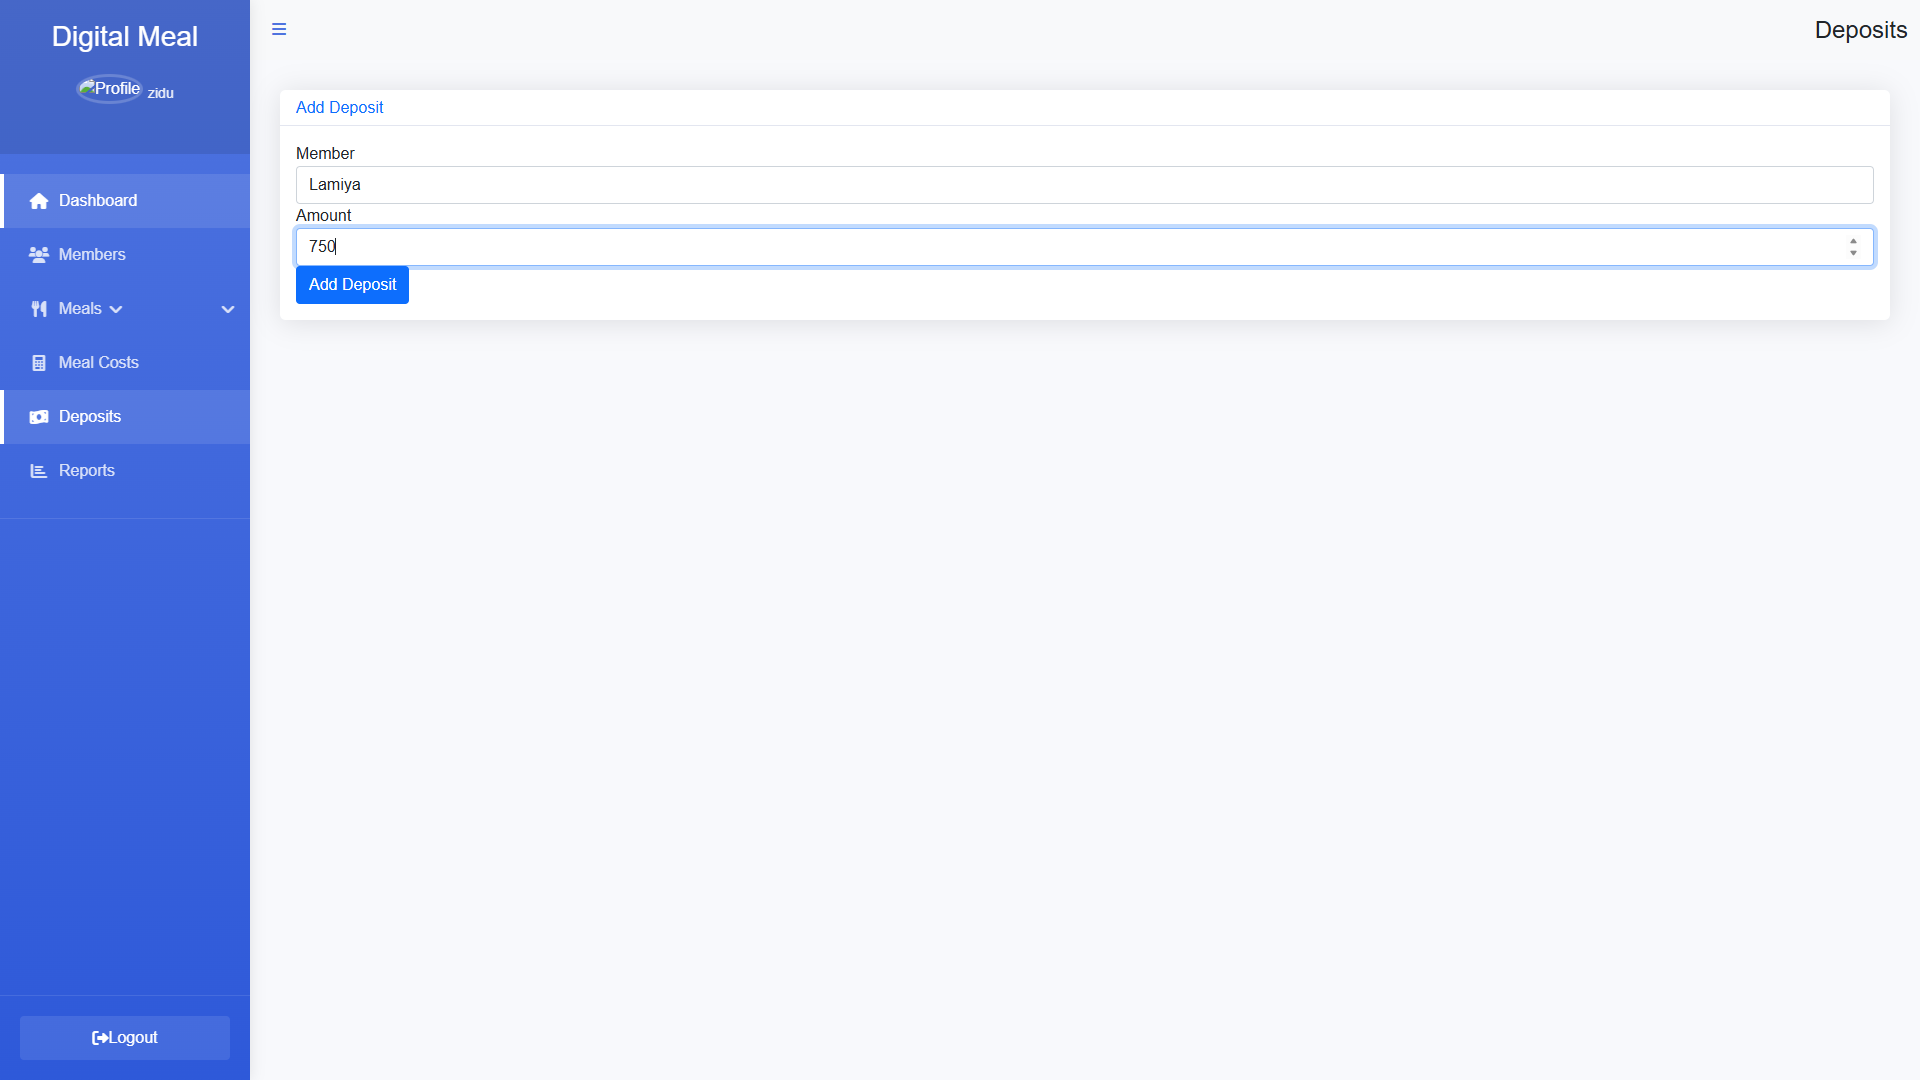 Digital Meal
Profile zidu
Dashboard
Members
Meals
Meal Costs
Deposits
Reports
Logout
Deposits
Add Deposit
Member
Lamiya
Amount
750
Add Deposit